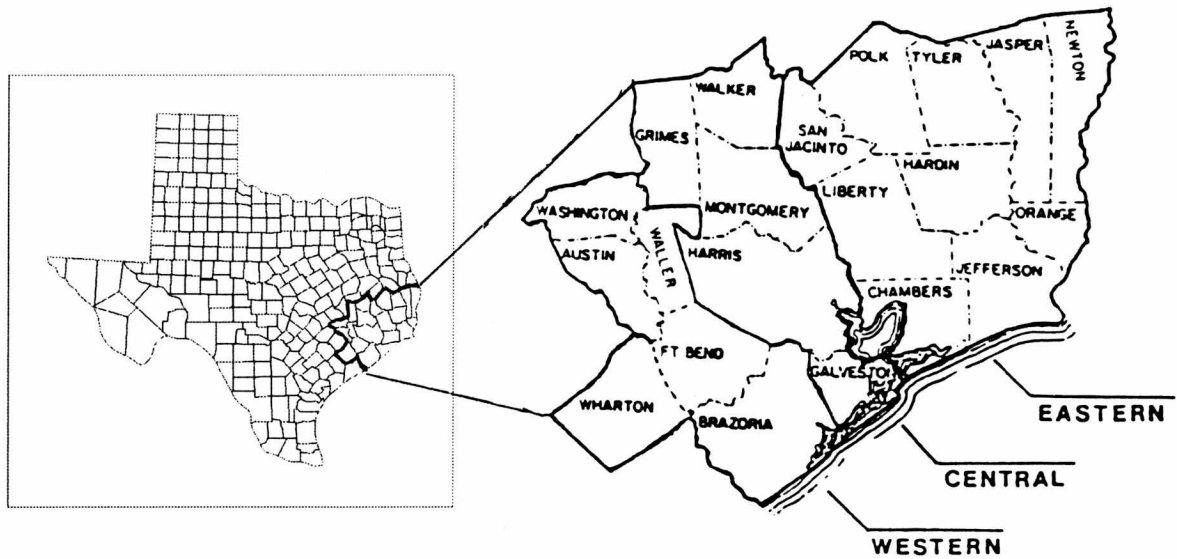 POLK
TYLER
JASPER
NEWTON
WALKER
GRIMES
SAN
JACINTO
HARDIN
LIBERTY
WASHINGTON
MONTGOMERY
ORANGE
WALLER
AUSTIN
HARRIS
JEFFERSON
CHAMBERS
FT BEND
GALVESTON
WHARTON
BRAZORIA
EASTERN
CENTRAL
WESTERN